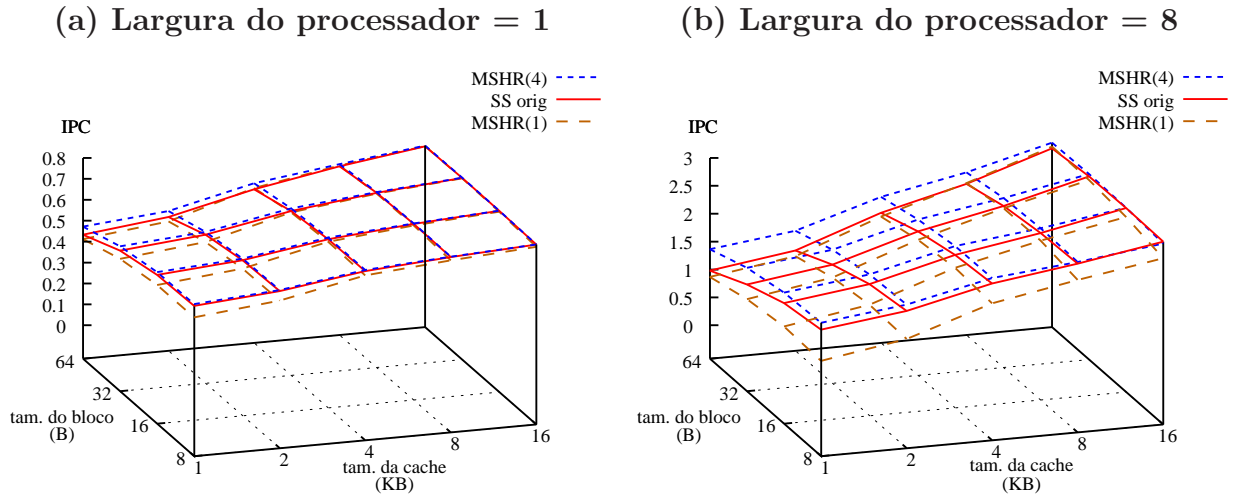 (a) Largura do processador = 1
MSHR(4)
SS orig
MSHR(1)
IPC
0.8
0.7
0.6
0.5
0.4
0.3
0.2
0.1
0
64
32
16
8
tam. do bloco
(B)
1
2
4
8
16
tam. da cache
(KB)
(b) Largura do processador = 8
MSHR(4)
SS orig
MSHR(1)
IPC
3
2.5
2
1.5
1
0.5
0
64
32
16
8
tam. do bloco
(B)
1
2
4
8
16
tam. da cache
(KB)